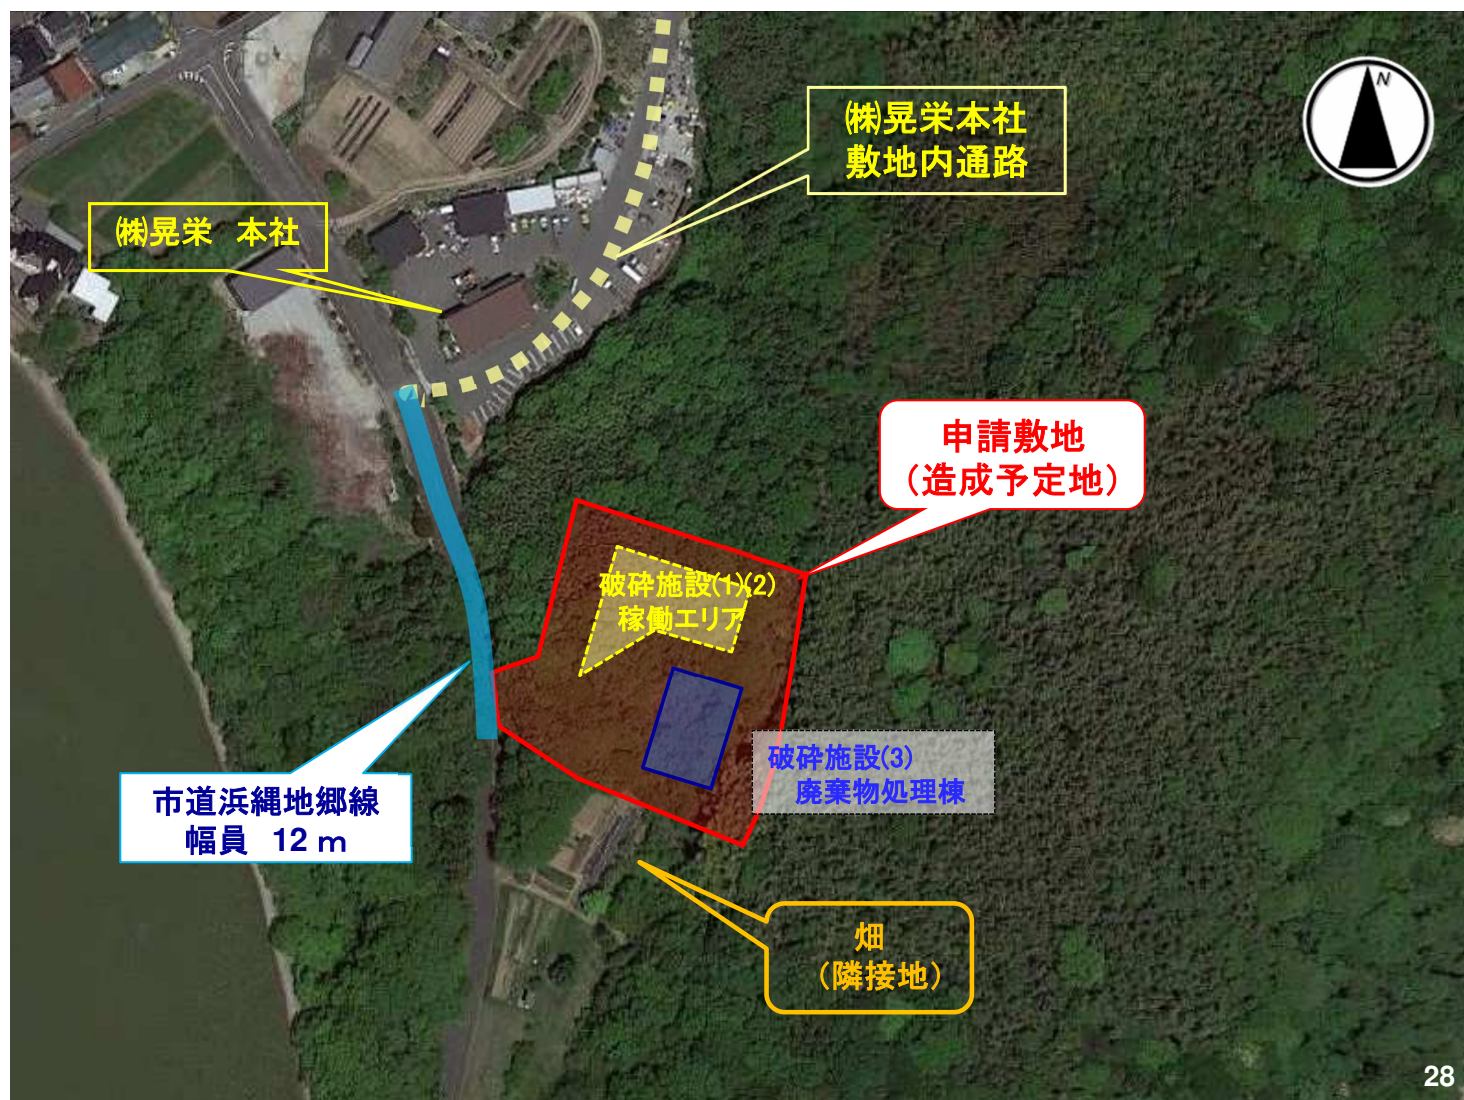 N
㈱晃栄本社
敷地内通路
㈱晃栄　本社
申請敷地
（造成予定地）
破砕施設(1)(2)
稼働エリア
破砕施設(3)
廃棄物処理棟
市道浜縄地郷線
幅員　12 ｍ
畑
（隣接地）
28